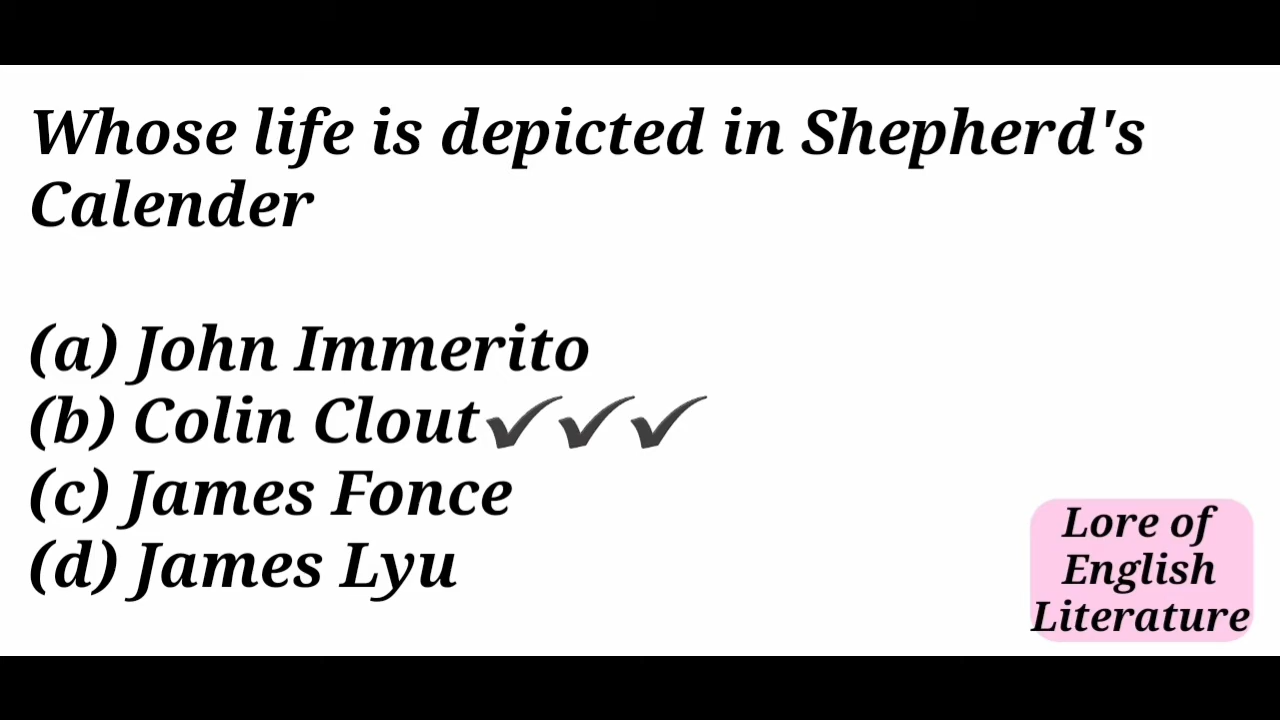 Whose life is depicted in Shepherd's
Calender
(a) John Immerito
(b) Colin Clout✔✔✔
(c) James Fonce
(d) James Lyu
Lore of
English
Literature